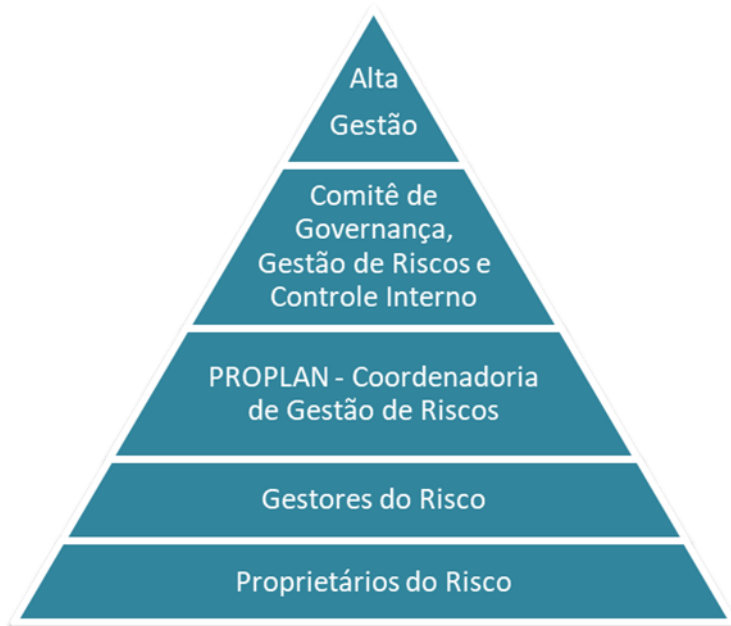 Alta
Gestão
Comitê de
Governança,
Gestão de Riscos e
Controle Interno
PROPLAN - Coordenadoria
de Gestão de Riscos
Gestores do Risco
Proprietários do Risco